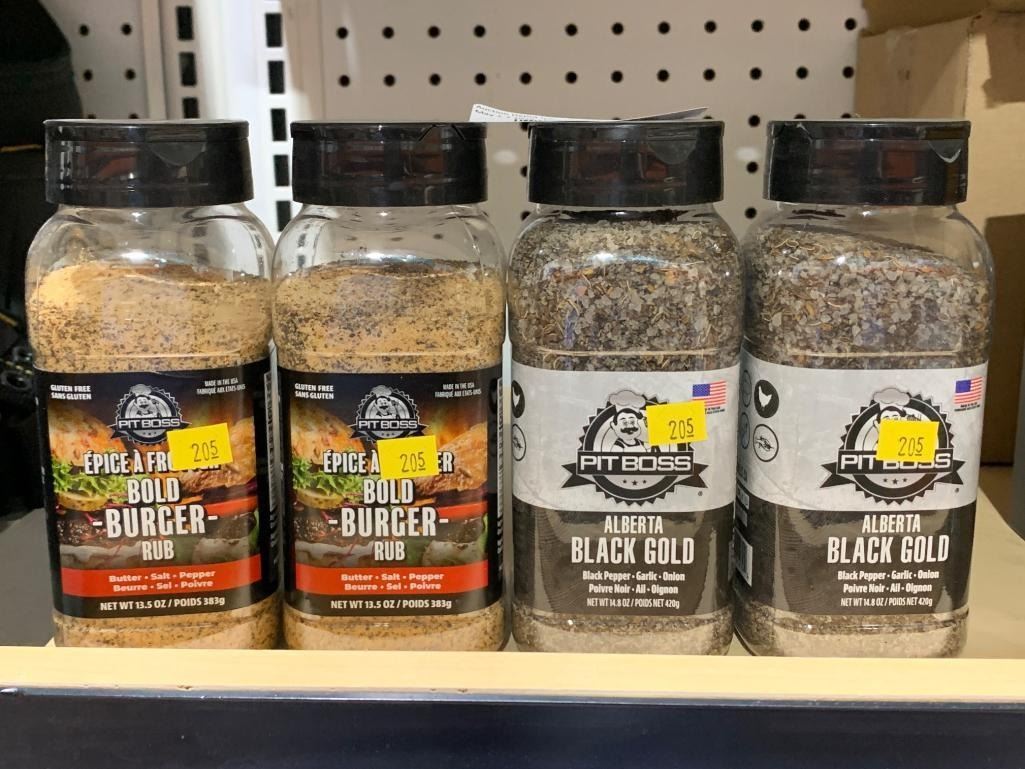 GLUTEN FREE
SANS GLUTEN
MADE IN THE USA
FABRIQUÉ AUX ÉTATS-UNIS
PIT BOSS
205
ÉPICE À
BOLD
-BURGER-
RUB
Butter • Salt • Pepper
Beurre • Sel • Poivre
NET WT 13.5 OZ / POIDS 383g
GLUTEN FREE
SANS GLUTEN
MADE IN THE USA
FABRIQUÉ AUX ÉTATS-UNIS
PIT BOSS
205
ÉPICE
BOLD
-BURGER-
RUB
Butter • Salt • Pepper
Beurre • Sel • Poivre
NET WT 13.5 OZ / POIDS 383g
205
PIT BOSS
ALBERTA
BLACK GOLD
Black Pepper • Garlic • Onion
Poivre Noir • Ail • Oignon
NET WT 14.8 OZ / POIDS NET 420g
205
PIT BOSS
ALBERTA
BLACK GOLD
Black Pepper • Garlic • Onion
Poivre Noir • Ail • Oignon
NET WT 14.8 OZ / POIDS NET 420g